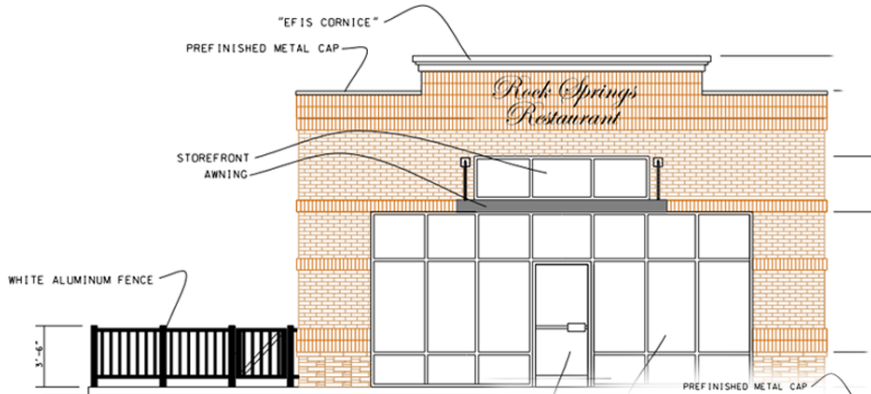 "EFIS CORNICE"
PREFINISHED METAL CAP
Rock Springs
Restaurant
STOREFRONT
AWNING
WHITE ALUMINUM FENCE
3'-6"
PREFINISHED METAL CAP